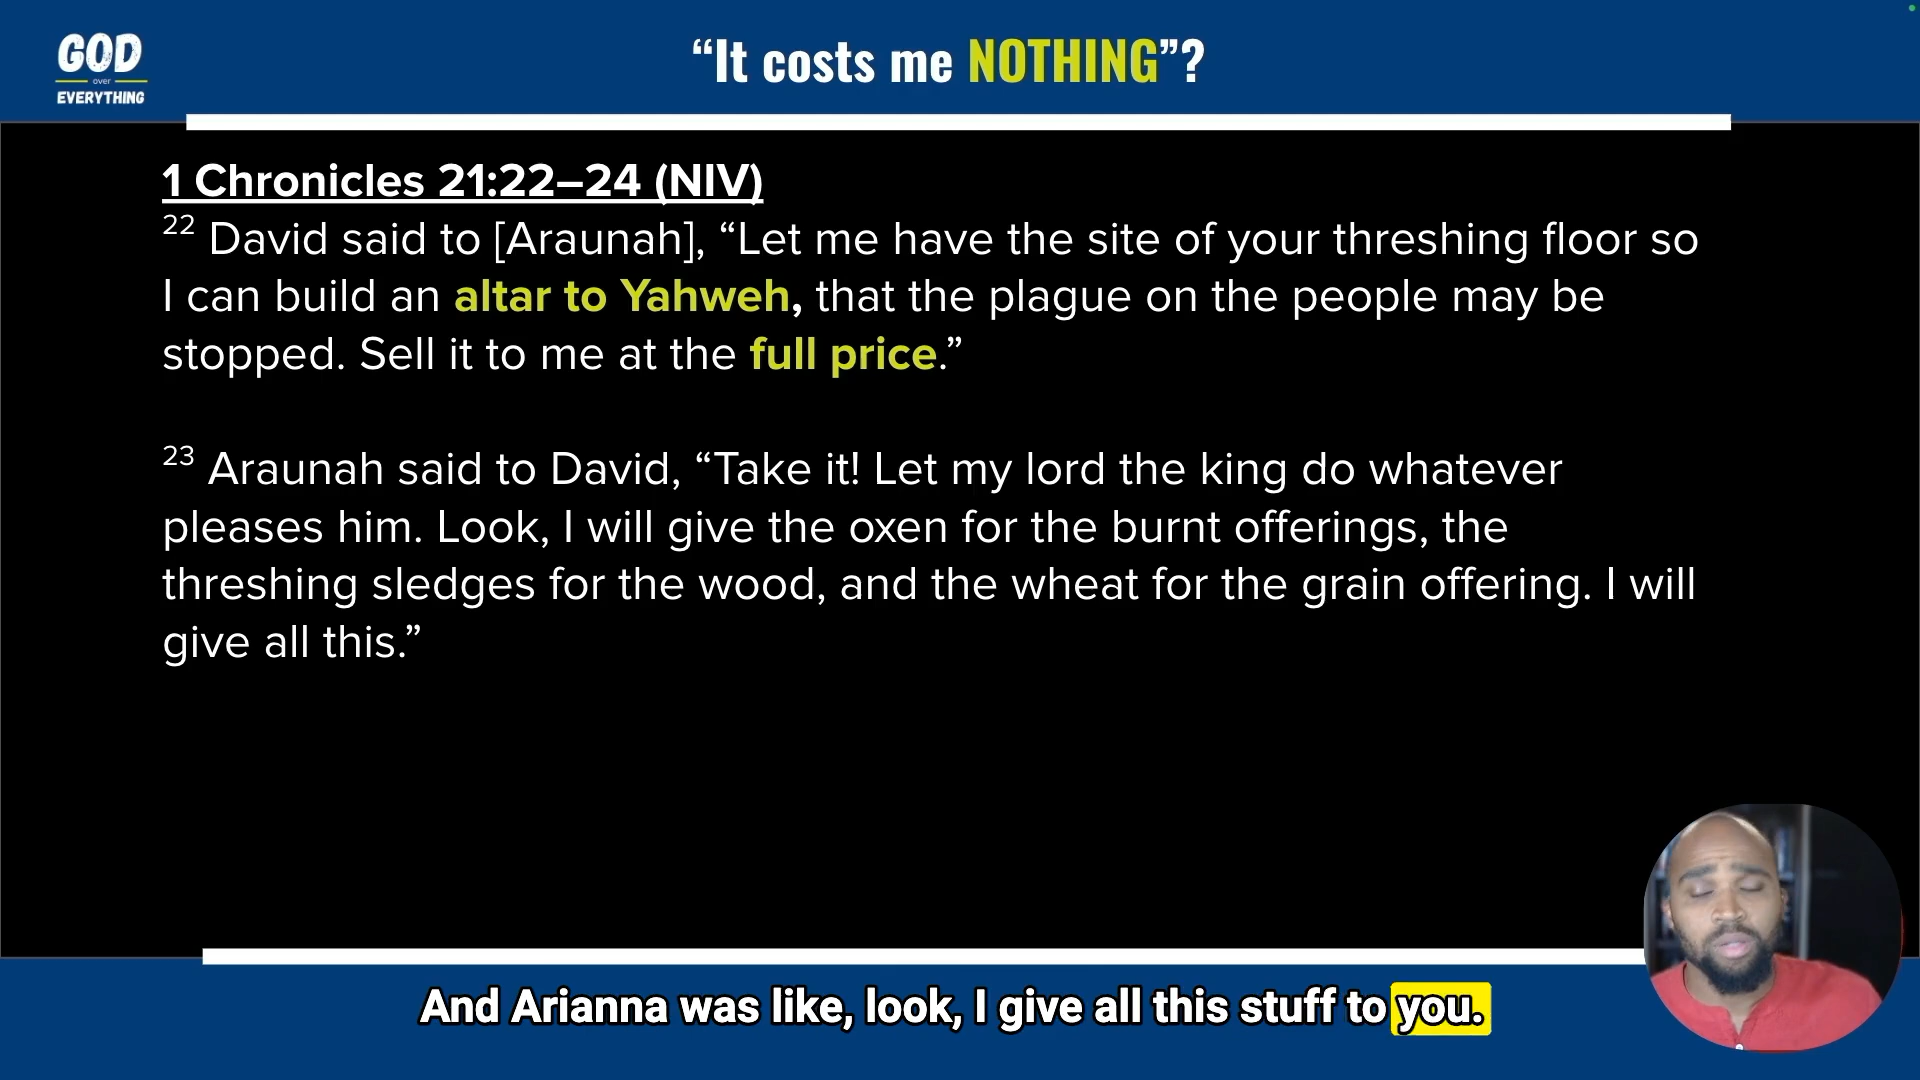 GOD
over
EVERYTHING
“It costs me NOTHING”?
1 Chronicles 21:22–24 (NIV)
22 David said to [Araunah], “Let me have the site of your threshing floor so
I can build an altar to Yahweh, that the plague on the people may be
stopped. Sell it to me at the full price.”
23 Araunah said to David, “Take it! Let my lord the king do whatever
pleases him. Look, I will give the oxen for the burnt offerings, the
threshing sledges for the wood, and the wheat for the grain offering. I will
give all this.”
And Arianna was like, look, I give all this stuff to you.